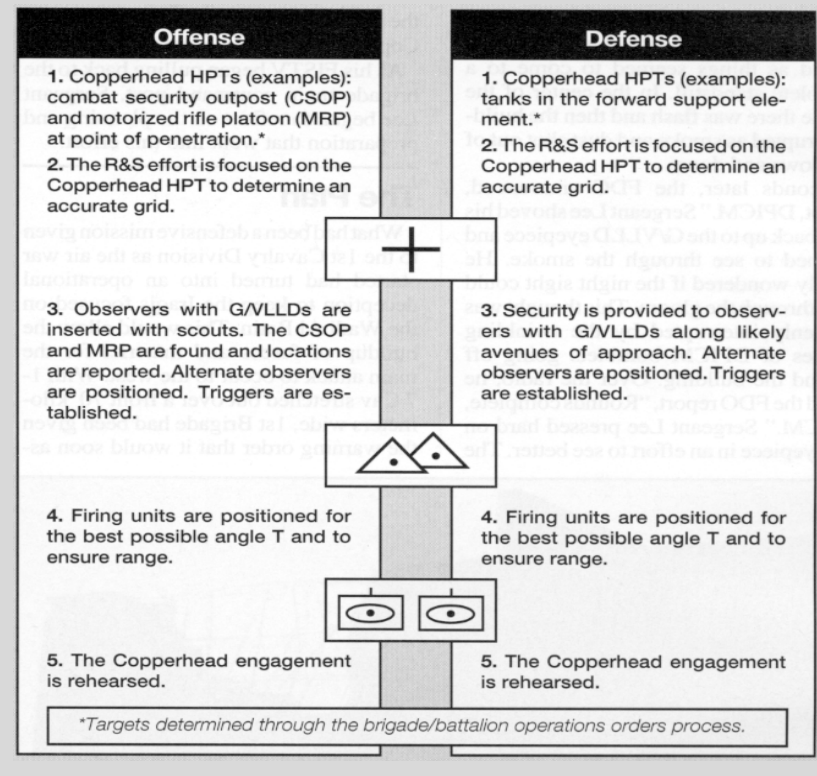 Offense
1. Copperhead HPTs (examples):
combat security outpost (CSOP)
and motorized rifle platoon (MRP)
at point of penetration.*
2. The R&S effort is focused on the
Copperhead HPT to determine an
accurate grid.
3. Observers with G/VLLDs are
inserted with scouts. The CSOP
and MRP are found and locations
are reported. Alternate observers
are positioned. Triggers are es-
tablished.
4. Firing units are positioned for
the best possible angle T and to
ensure range.
5. The Copperhead engagement
is rehearsed.
Defense
1. Copperhead HPTs (examples):
tanks in the forward support ele-
ment.*
2. The R&S effort is focused on the
Copperhead HPT to determine an
accurate grid.
3. Security is provided to observ-
ers with G/VLLDs along likely
avenues of approach. Alternate
observers are positioned. Triggers
are established.
4. Firing units are positioned for
the best possible angle T and to
ensure range.
5. The Copperhead engagement
is rehearsed.
*Targets determined through the brigade/battalion operations orders process.